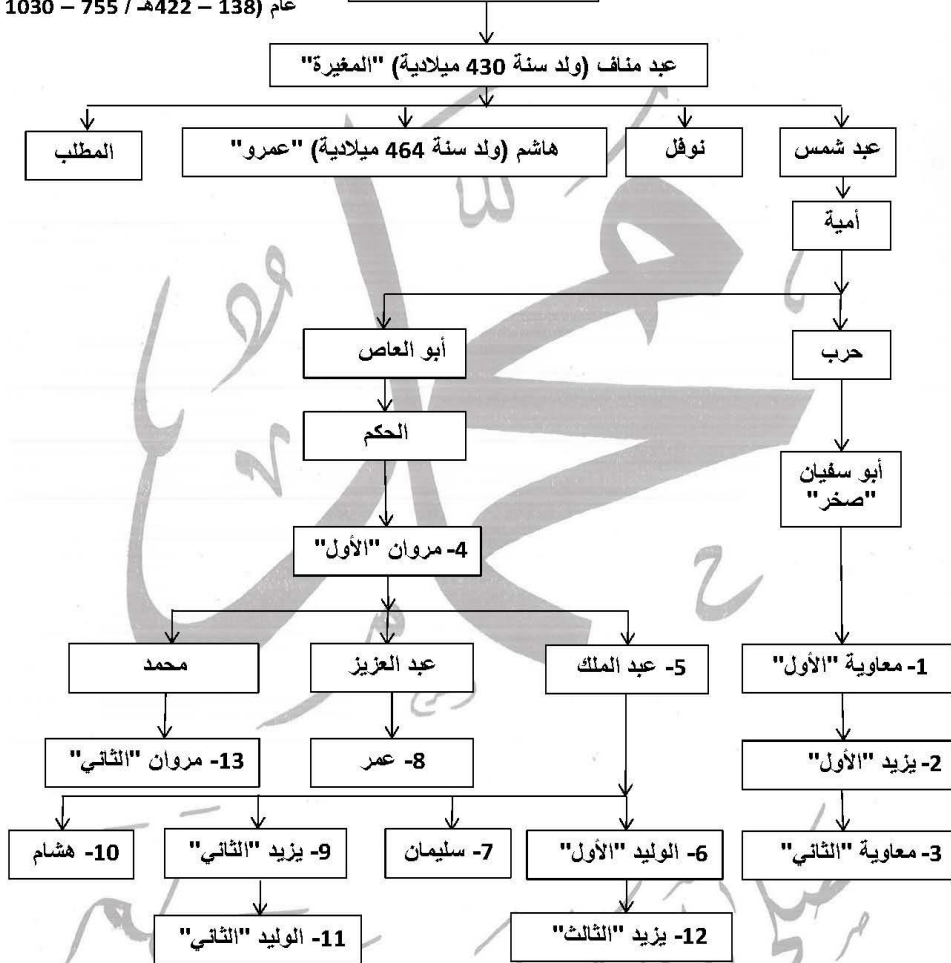 عام (138 – 422هـ / 755 – 1030
عبد مناف (ولد سنة 430 ميلادية) "المغيرة"
عبد شمس
نوفل
هاشم (ولد سنة 464 ميلادية) "عمرو"
المطلب
أمية
حرب
أبو العاص
الحكم
أبو سفيان
"صخر"
4- مروان "الأول"
1- معاوية "الأول"
5- عبد الملك
عبد العزيز
محمد
2- يزيد "الأول"
8- عمر
13- مروان "الثاني"
3- معاوية "الثاني"
6- الوليد "الأول"
7- سليمان
9- يزيد "الثاني"
10- هشام
12- يزيد "الثالث"
11- الوليد "الثاني"
محمد